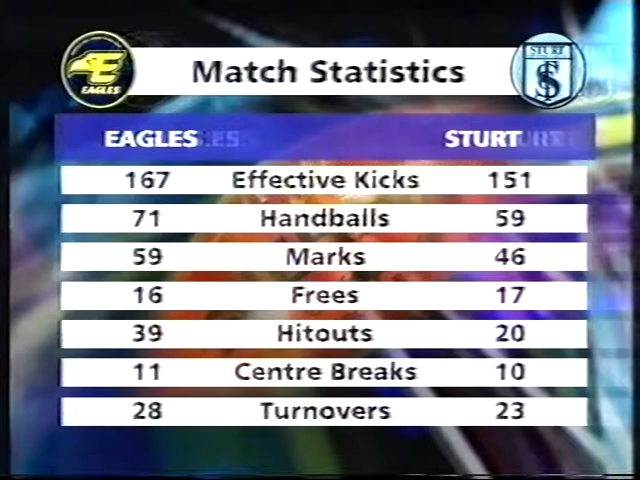 EAGLES
Match Statistics
STURT
EAGLES STURT
167 Effective Kicks 151
71 Handballs 59
59 Marks 46
16 Frees 17
39 Hitouts 20
11 Centre Breaks 10
28 Turnovers 23